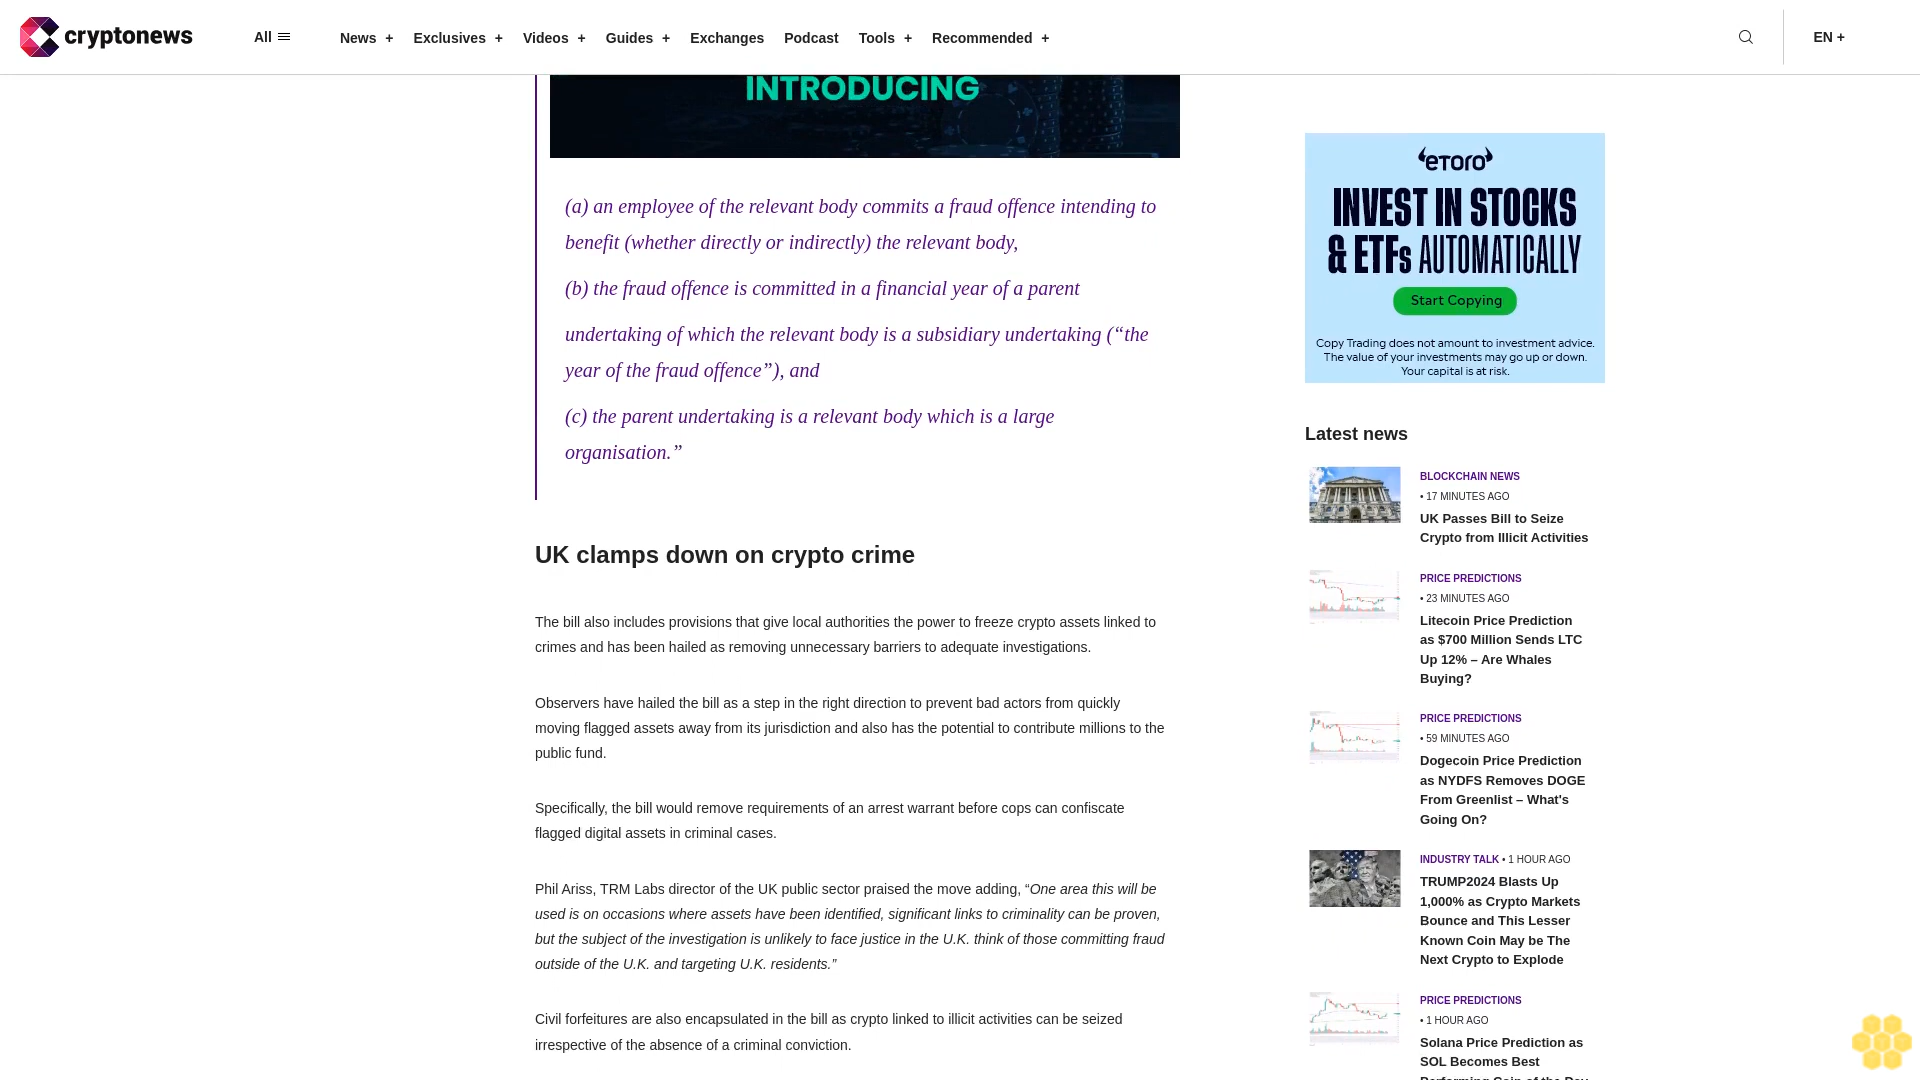 cryptonews
All
News +
Exclusives +
Videos +
Guides +
Exchanges
Podcast
Tools +
Recommended +
EN +
INTRODUCING
(a) an employee of the relevant body commits a fraud offence intending to
benefit (whether directly or indirectly) the relevant body,
(b) the fraud offence is committed in a financial year of a parent
undertaking of which the relevant body is a subsidiary undertaking (“the
year of the fraud offence”), and
(c) the parent undertaking is a relevant body which is a large
organisation.”
UK clamps down on crypto crime
The bill also includes provisions that give local authorities the power to freeze crypto assets linked to
crimes and has been hailed as removing unnecessary barriers to adequate investigations.
Observers have hailed the bill as a step in the right direction to prevent bad actors from quickly
moving flagged assets away from its jurisdiction and also has the potential to contribute millions to the
public fund.
Specifically, the bill would remove requirements of an arrest warrant before cops can confiscate
flagged digital assets in criminal cases.
Phil Ariss, TRM Labs director of the UK public sector praised the move adding, “One area this will be
used is on occasions where assets have been identified, significant links to criminality can be proven,
but the subject of the investigation is unlikely to face justice in the U.K. think of those committing fraud
outside of the U.K. and targeting U.K. residents.”
Civil forfeitures are also encapsulated in the bill as crypto linked to illicit activities can be seized
irrespective of the absence of a criminal conviction.
eToro
INVEST IN STOCKS
& ETFs AUTOMATICALLY
Start Copying
Copy Trading does not amount to investment advice.
The value of your investments may go up or down.
Your capital is at risk.
Latest news
BLOCKCHAIN NEWS
• 17 MINUTES AGO
UK Passes Bill to Seize
Crypto from Illicit Activities
PRICE PREDICTIONS
• 23 MINUTES AGO
Litecoin Price Prediction
as $700 Million Sends LTC
Up 12% – Are Whales
Buying?
PRICE PREDICTIONS
• 59 MINUTES AGO
Dogecoin Price Prediction
as NYDFS Removes DOGE
From Greenlist – What's
Going On?
INDUSTRY TALK • 1 HOUR AGO
TRUMP2024 Blasts Up
1,000% as Crypto Markets
Bounce and This Lesser
Known Coin May be The
Next Crypto to Explode
PRICE PREDICTIONS
• 1 HOUR AGO
Solana Price Prediction as
SOL Becomes Best
Performing Coin of the Day